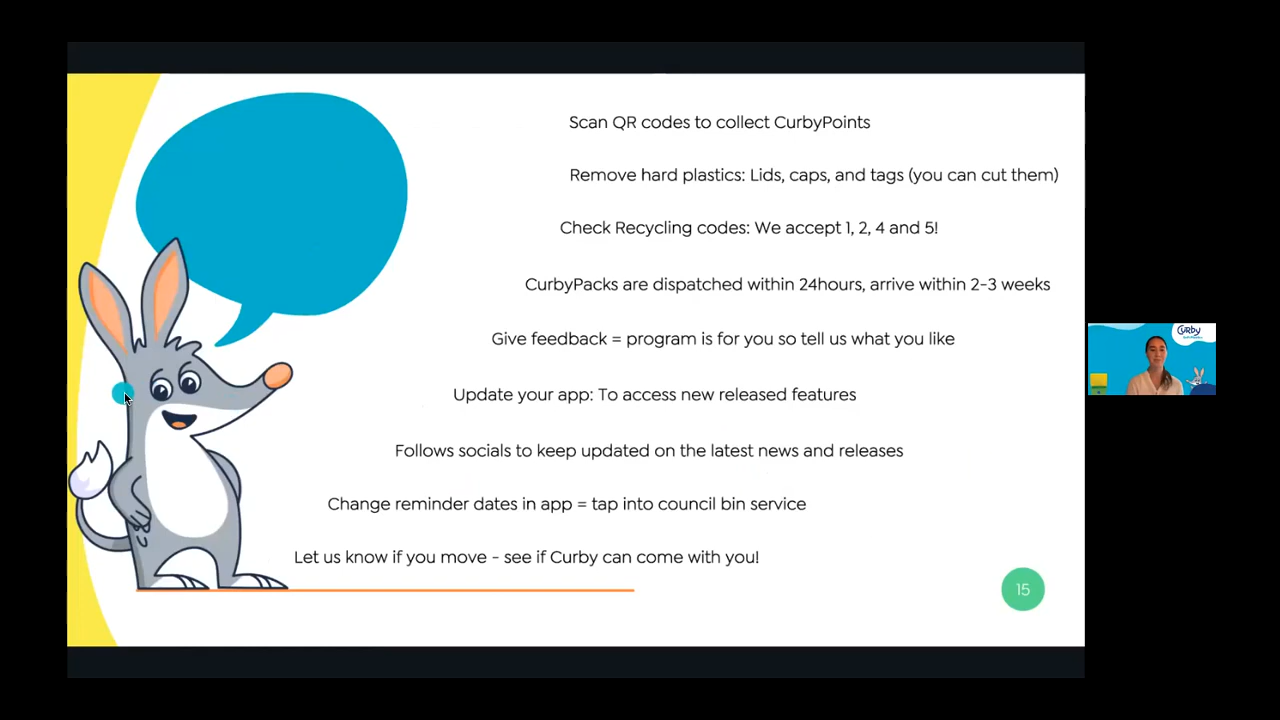 Scan QR codes to collect CurbyPoints
Remove hard plastics: Lids, caps, and tags (you can cut them)
Check Recycling codes: We accept 1, 2, 4 and 5!
CurbyPacks are dispatched within 24hours, arrive within 2-3 weeks
Give feedback = program is for you so tell us what you like
Curby
Update your app: To access new released features
Follows socials to keep updated on the latest news and releases
Change reminder dates in app = tap into council bin service
Let us know if you move - see if Curby can come with you!
15